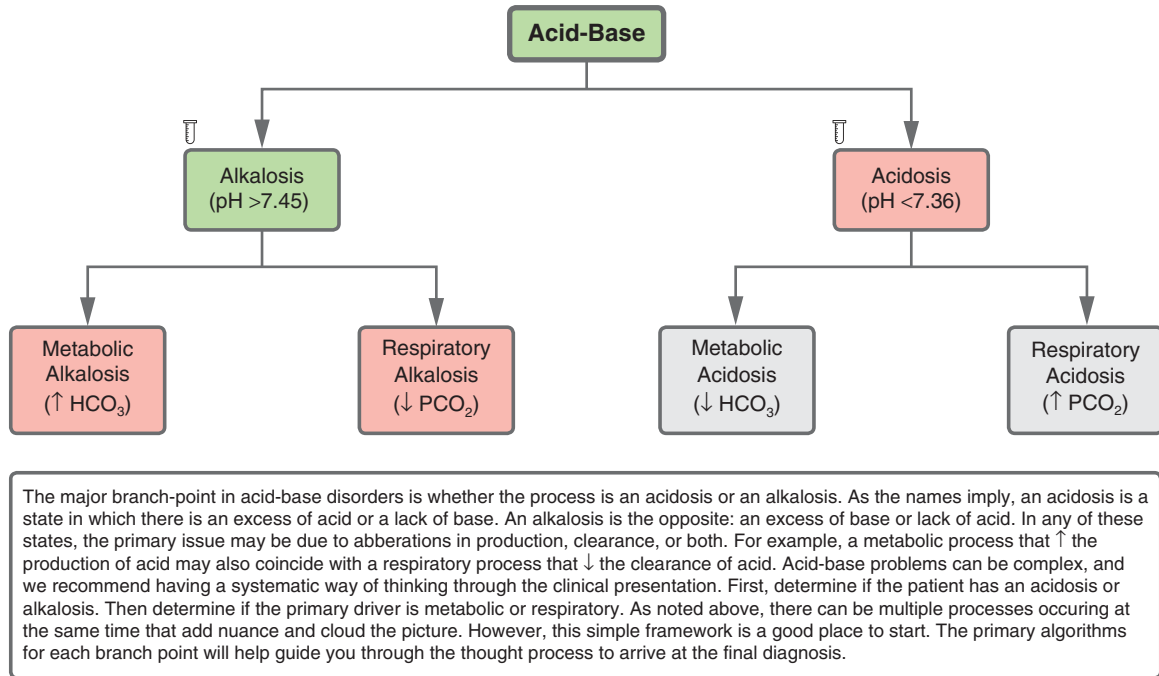 Acid-Base
Alkalosis
(pH >7.45)
Acidosis
(pH <7.36)
Metabolic
Alkalosis
(↑ HCO₃)
Respiratory
Alkalosis
(↓ PCO₂)
Metabolic
Acidosis
(↓ HCO₃)
Respiratory
Acidosis
(↑ PCO₂)
The major branch-point in acid-base disorders is whether the process is an acidosis or an alkalosis. As the names imply, an acidosis is a
state in which there is an excess of acid or a lack of base. An alkalosis is the opposite: an excess of base or lack of acid. In any of these
states, the primary issue may be due to abberations in production, clearance, or both. For example, a metabolic process that ↑ the
production of acid may also coincide with a respiratory process that ↓ the clearance of acid. Acid-base problems can be complex, and
we recommend having a systematic way of thinking through the clinical presentation. First, determine if the patient has an acidosis or
alkalosis. Then determine if the primary driver is metabolic or respiratory. As noted above, there can be multiple processes occuring at
the same time that add nuance and cloud the picture. However, this simple framework is a good place to start. The primary algorithms
for each branch point will help guide you through the thought process to arrive at the final diagnosis.